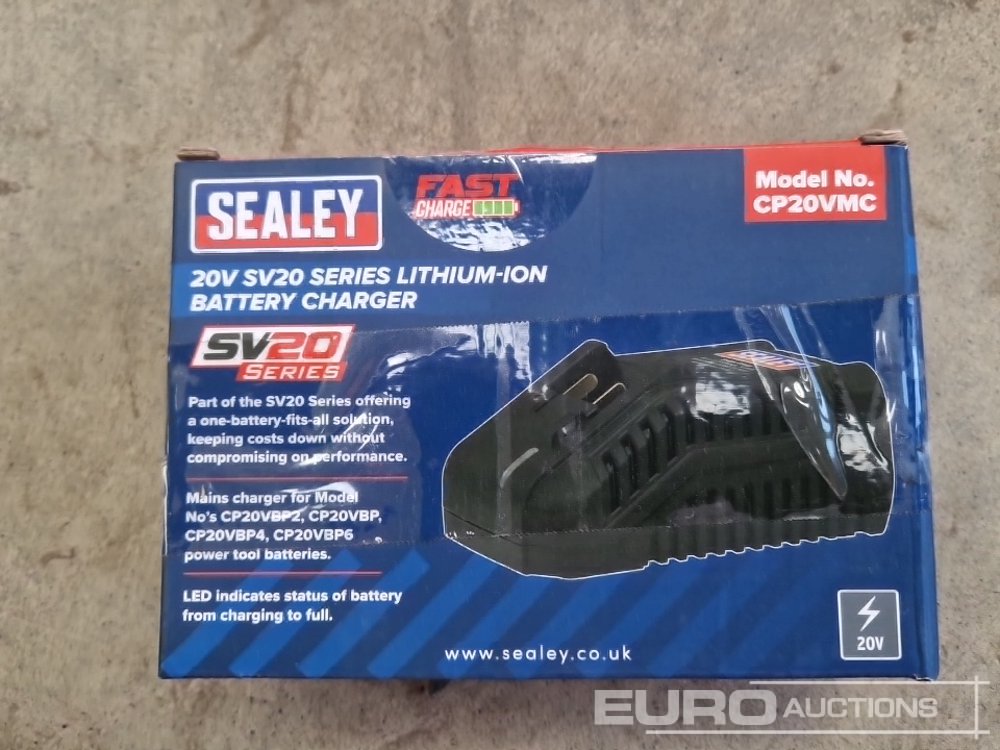 SEALEY
FAST
CHARGE
Model No.
CP20VMC
20V SV20 SERIES LITHIUM-ION
BATTERY CHARGER
SV20
SERIES
Part of the SV20 Series offering
a one-battery-fits-all solution,
keeping costs down without
compromising on performance.
Mains charger for Model
No's CP20VBP2, CP20VBP,
CP20VBP4, CP20VBP6
power tool batteries.
LED indicates status of battery
from charging to full.
www.sealey.co.uk
20V
EURO AUCTIONS